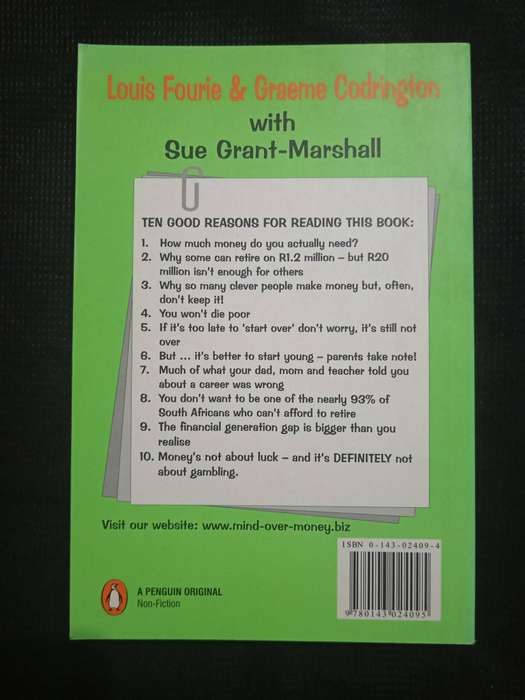 Louis Fourie & Graeme Codrington
with
Sue Grant-Marshall
TEN GOOD REASONS FOR READING THIS BOOK:
1. How much money do you actually need?
2. Why some can retire on R1.2 million – but R20
million isn't enough for others
3. Why so many clever people make money but, often,
don't keep it!
4. You won't die poor
5. If it's too late to 'start over' don't worry, it's still not
over
6. But ... it's better to start young – parents take note!
7. Much of what your dad, mom and teacher told you
about a career was wrong
8. You don't want to be one of the nearly 93% of
South Africans who can't afford to retire
9. The financial generation gap is bigger than you
realise
10. Money's not about luck – and it's DEFINITELY not
about gambling.
Visit our website: www.mind-over-money.biz
ISBN 0-143-02409-4
9 780143 024095
A PENGUIN ORIGINAL
Non-Fiction